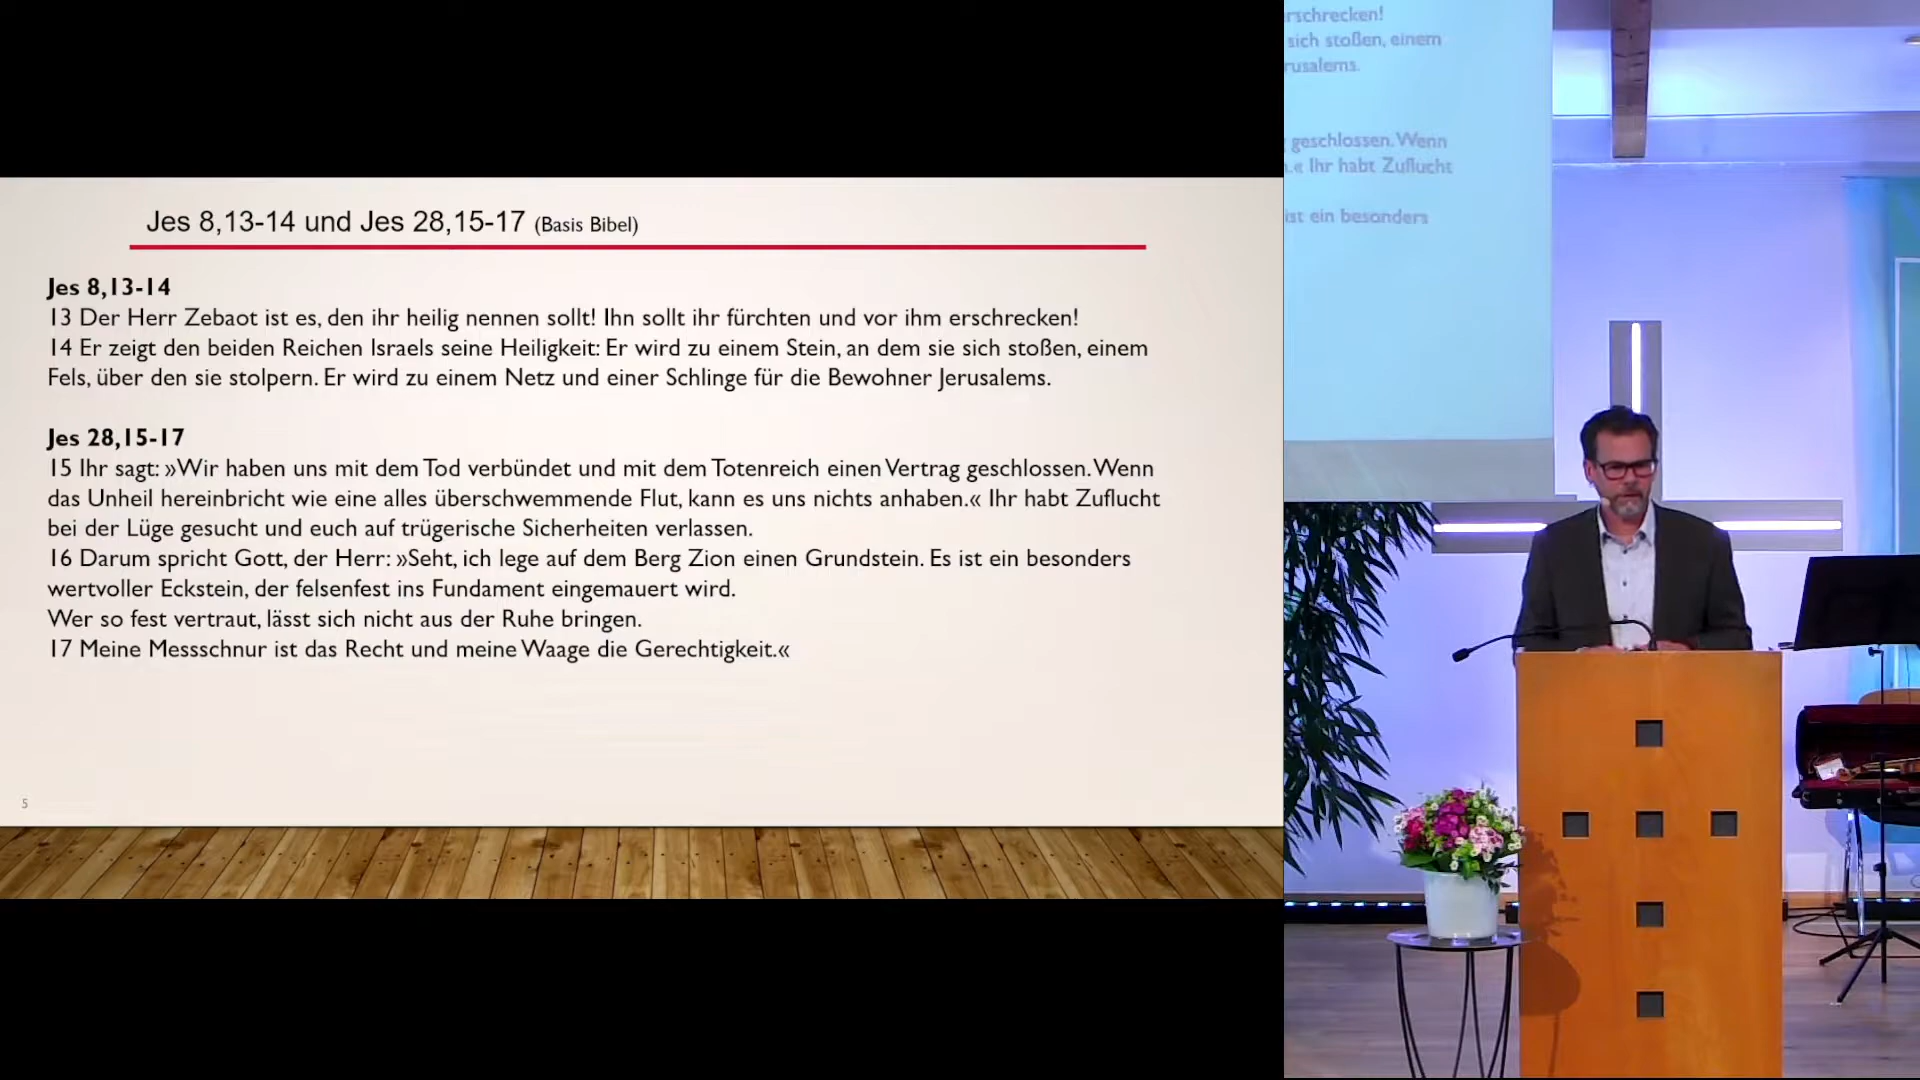 Jes 8,13-14 und Jes 28,15-17 (Basis Bibel)
Jes 8,13-14
13 Der Herr Zebaot ist es, den ihr heilig nennen sollt! Ihn sollt ihr fürchten und vor ihm erschrecken!
14 Er zeigt den beiden Reichen Israels seine Heiligkeit: Er wird zu einem Stein, an dem sie sich stoßen, einem
Fels, über den sie stolpern. Er wird zu einem Netz und einer Schlinge für die Bewohner Jerusalems.
Jes 28,15-17
15 Ihr sagt: »Wir haben uns mit dem Tod verbündet und mit dem Totenreich einen Vertrag geschlossen. Wenn
das Unheil hereinbricht wie eine alles überschwemmende Flut, kann es uns nichts anhaben.« Ihr habt Zuflucht
bei der Lüge gesucht und euch auf trügerische Sicherheiten verlassen.
16 Darum spricht Gott, der Herr: »Seht, ich lege auf dem Berg Zion einen Grundstein. Es ist ein besonders
wertvoller Eckstein, der felsenfest ins Fundament eingemauert wird.
Wer so fest vertraut, lässt sich nicht aus der Ruhe bringen.
17 Meine Messschnur ist das Recht und meine Waage die Gerechtigkeit.«
5
rschrecken!
sich stoßen, einem
rusalems.
geschlossen. Wenn
.« Ihr habt Zuflucht
ist ein besonders